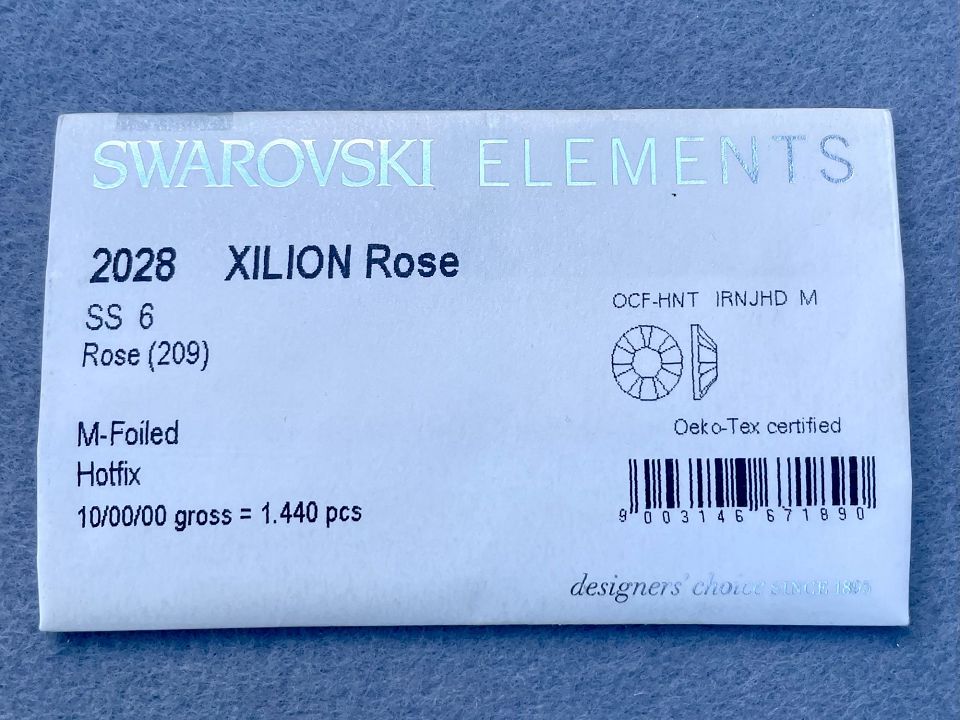 SWAROVSKI ELEMENTS
2028 XILION Rose
SS 6
Rose (209)
OCF-HNT IRNJHD M
M-Foiled
Oeko-Tex certified
Hotfix
10/00/00 gross = 1.440 pcs
9 003146 671890
designers' choice SINCE 1895